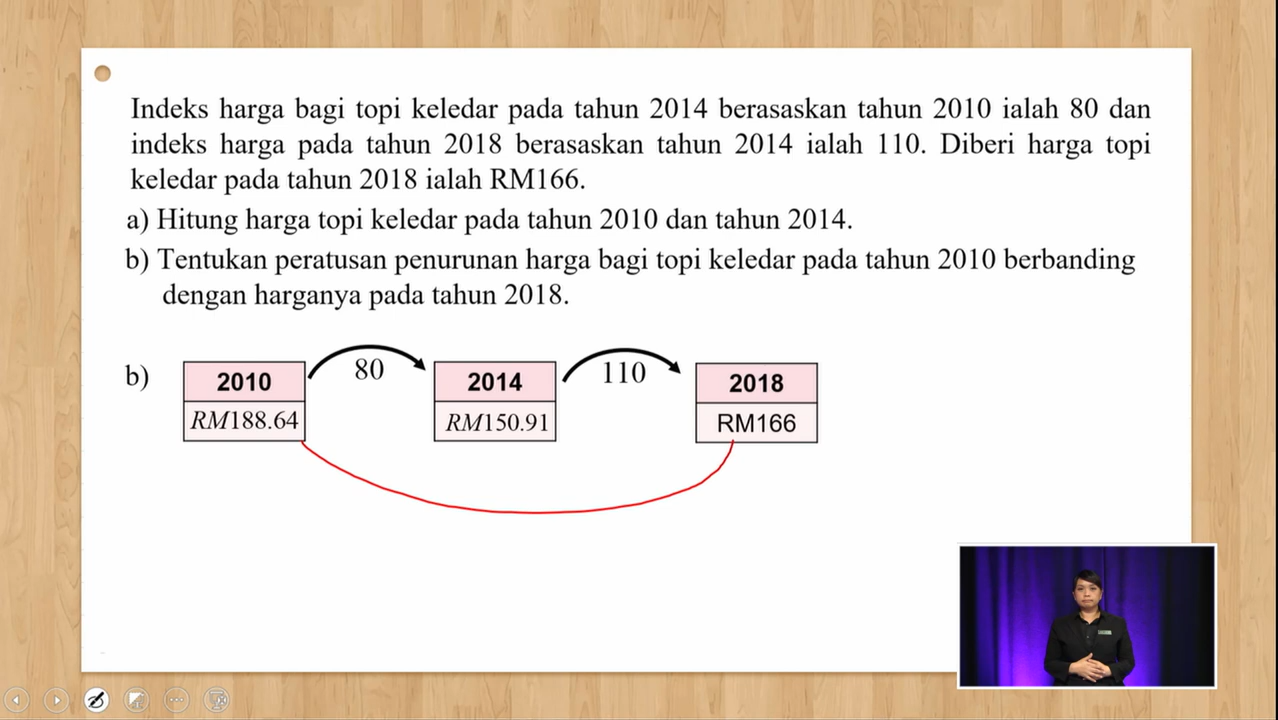 Indeks harga bagi topi keledar pada tahun 2014 berasaskan tahun 2010 ialah 80 dan
indeks harga pada tahun 2018 berasaskan tahun 2014 ialah 110. Diberi harga topi
keledar pada tahun 2018 ialah RM166.
a) Hitung harga topi keledar pada tahun 2010 dan tahun 2014.
b) Tentukan peratusan penurunan harga bagi topi keledar pada tahun 2010 berbanding
dengan harganya pada tahun 2018.
b) 2010 80 2014 110 2018
RM188.64 RM150.91 RM166